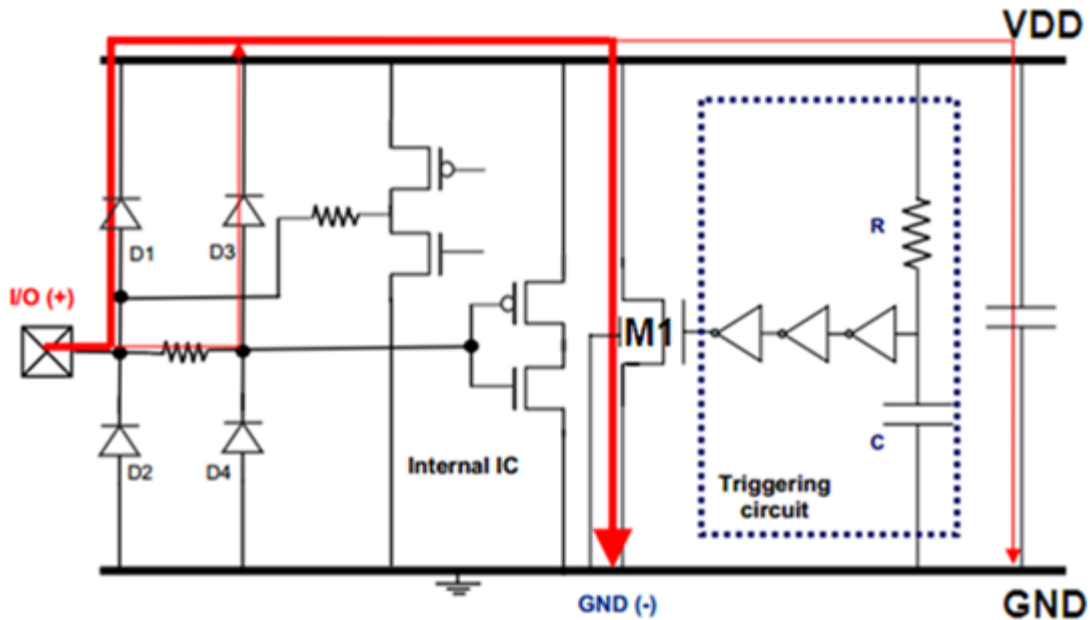 VDD
D1
D3
R
I/O (+)
M1
D2
D4
Internal IC
C
Triggering
circuit
GND (-)
GND